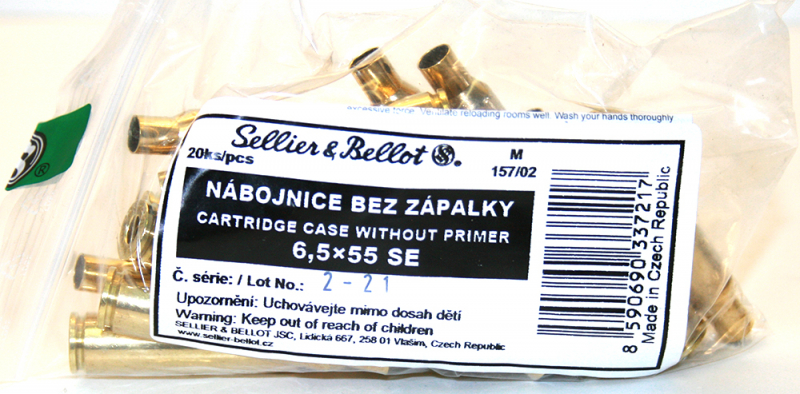 excessive force. Ventilate reloading rooms well. Wash your hands thoroughly
Sellier & Bellot S&B.
20ks/pcs
M
157/02
NÁBOJNICE BEZ ZÁPALKY
CARTRIDGE CASE WITHOUT PRIMER
6,5×55 SE
Č. série: / Lot No.: 2 - 21
Upozornění: Uchovávejte mimo dosah dětí
Warning: Keep out of reach of children
SELLIER & BELLOT JSC, Lidická 667, 258 01 Vlašim, Czech Republic
www.sellier-bellot.cz
8 590690 337217
Made in Czech Republic
®